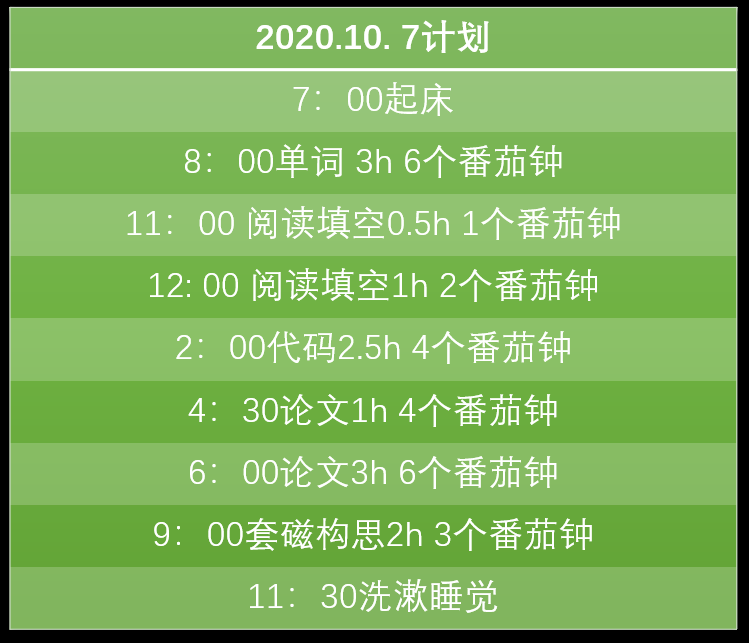 2020.10. 7计划
7：00起床
8：00单词 3h 6个番茄钟
11：00 阅读填空0.5h 1个番茄钟
12: 00 阅读填空1h 2个番茄钟
2：00代码2.5h 4个番茄钟
4：30论文1h 4个番茄钟
6：00论文3h 6个番茄钟
9：00套磁构思2h 3个番茄钟
11：30洗漱睡觉